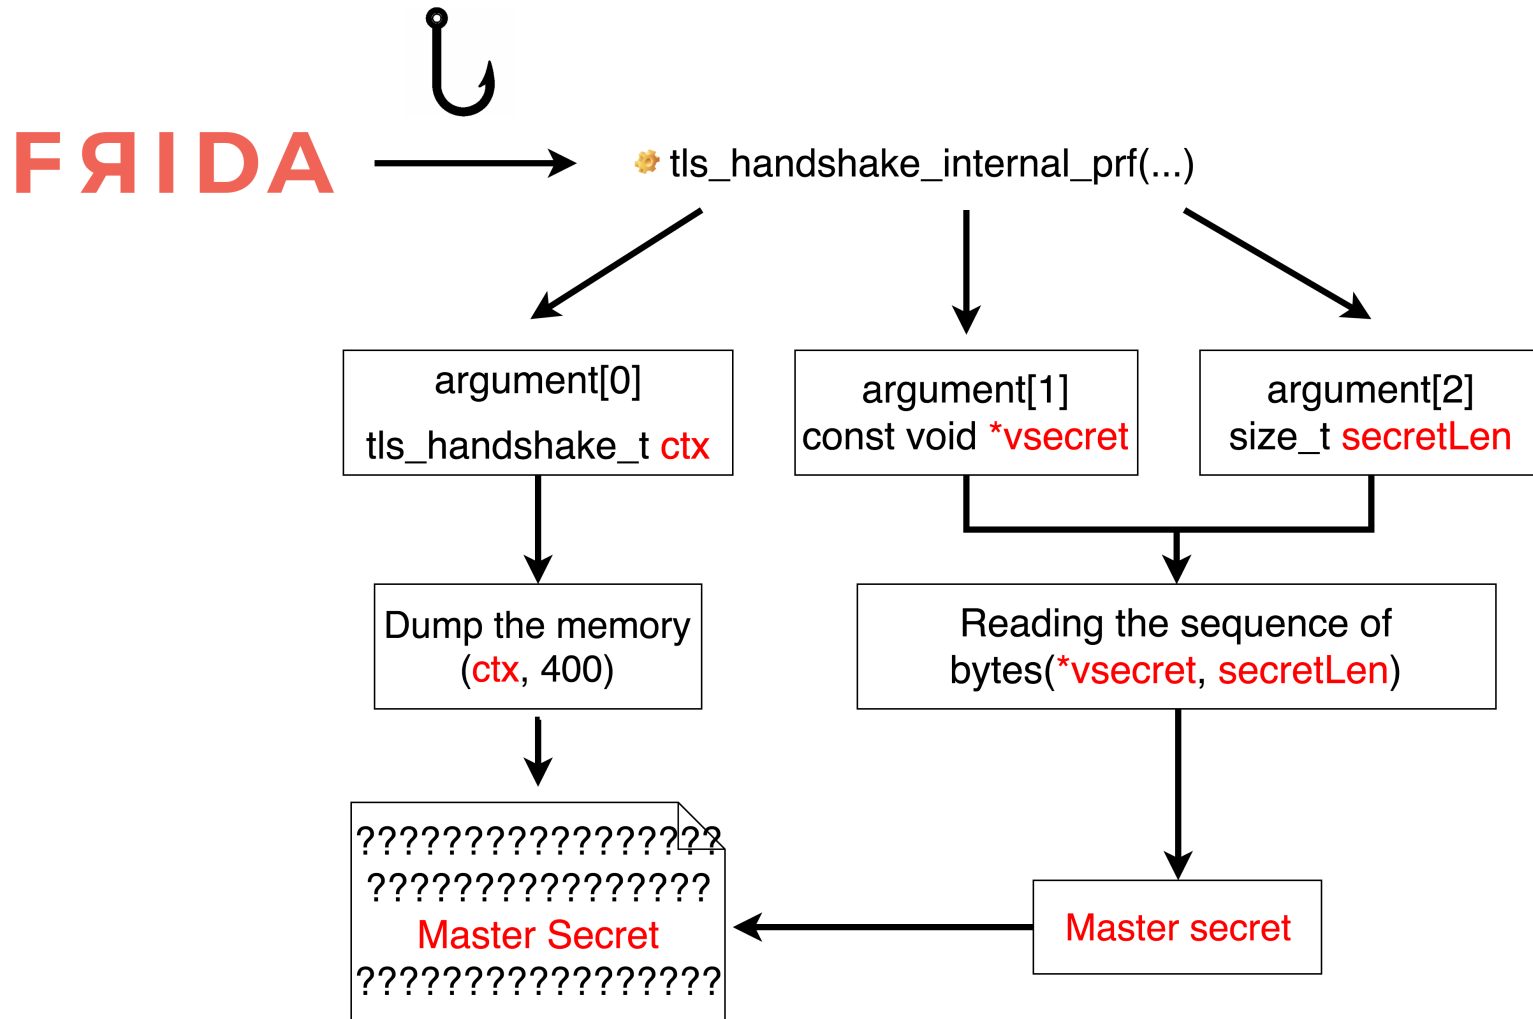 FЯIDA
tls_handshake_internal_prf(...)
argument[0]
tls_handshake_t ctx
argument[1]
const void *vsecret
argument[2]
size_t secretLen
Dump the memory
(ctx, 400)
Reading the sequence of
bytes(*vsecret, secretLen)
?????????????????
????????????????
Master Secret
?????????????????
Master secret